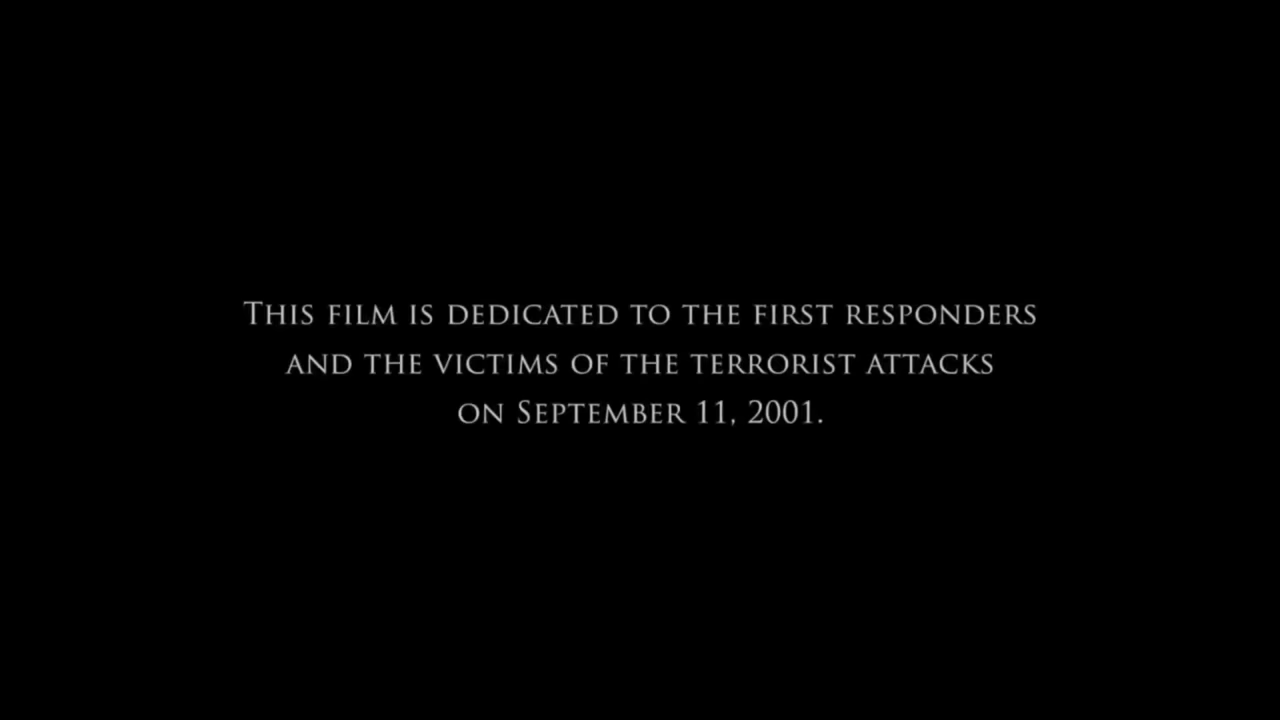 This film is dedicated to the first responders
and the victims of the terrorist attacks
on September 11, 2001.